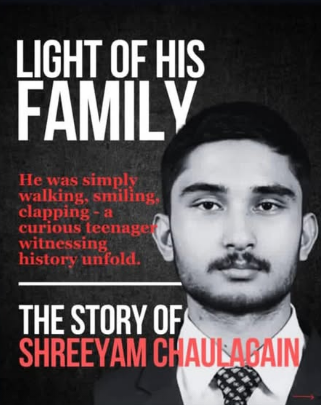 LIGHT OF HIS
FAMILY
He was simply
walking, smiling,
clapping - a
curious teenager
witnessing
history unfold.
THE STORY OF
SHREEYAM CHAULAGAIN